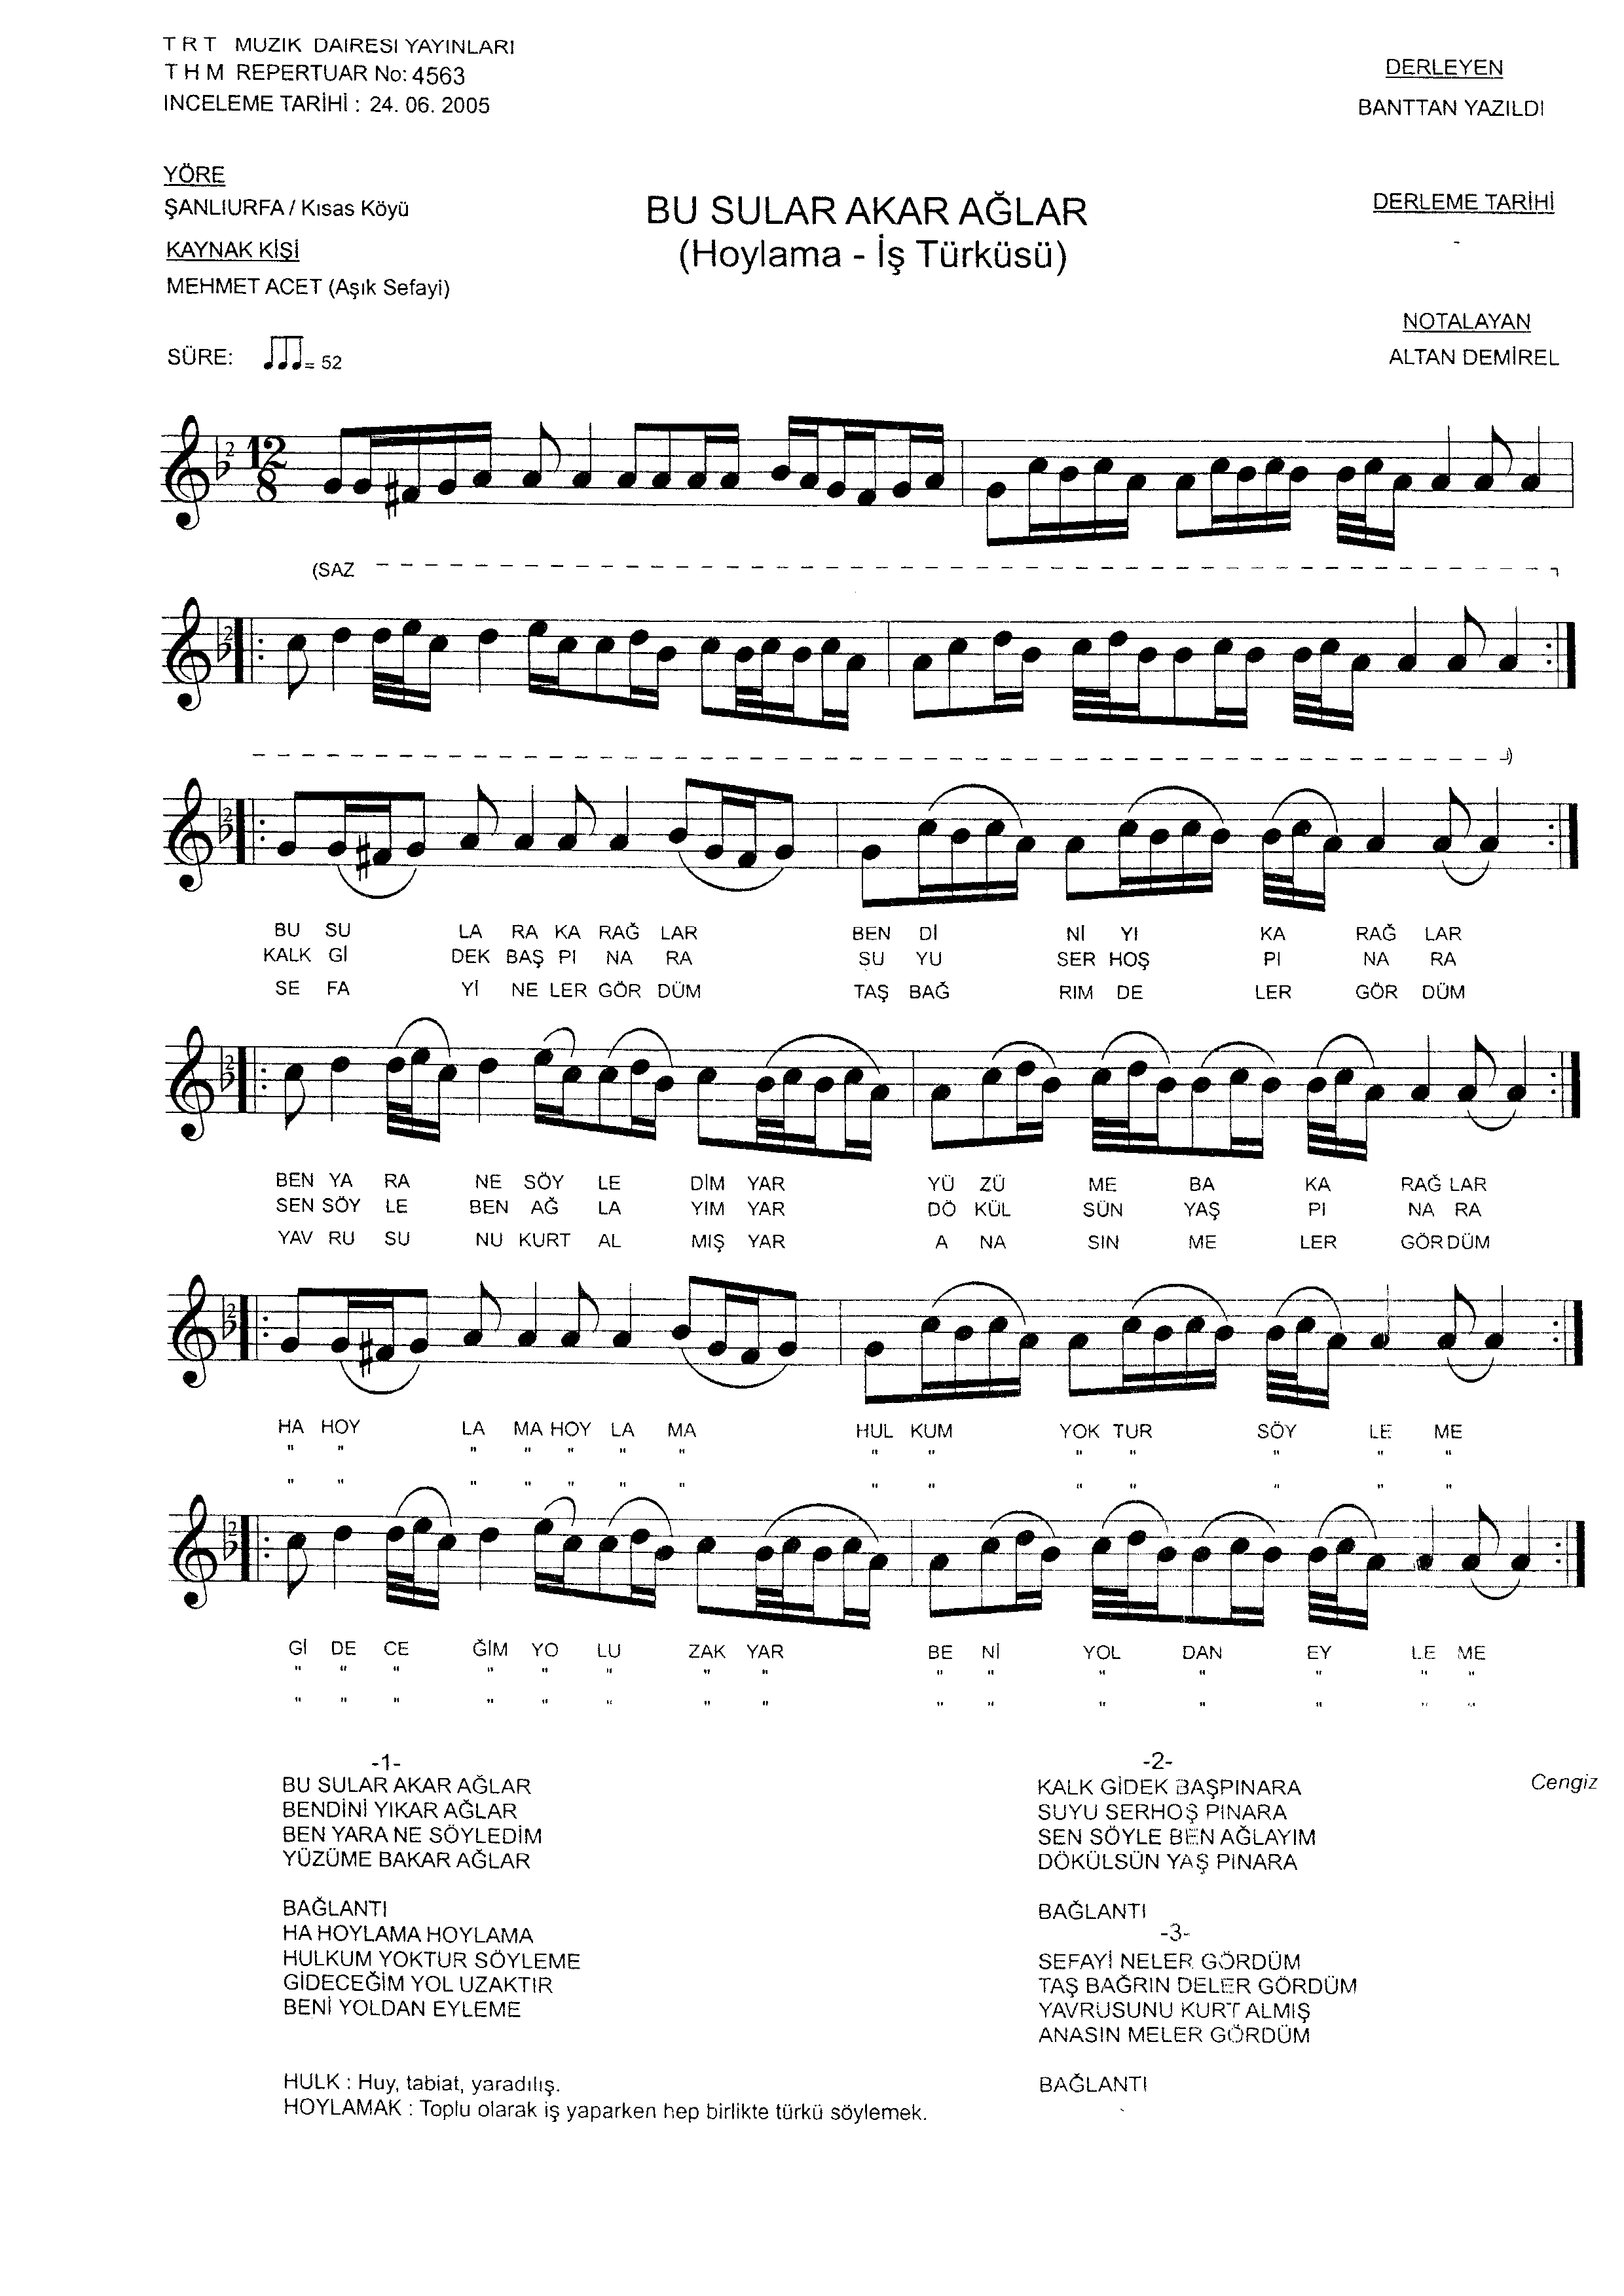 T R T MUZIK DAIRESI YAYINLARI
T H M REPERTUAR No: 4563
INCELEME TARİHİ : 24. 06. 2005
DERLEYEN
BANTTAN YAZILDI
YÖRE
ŞANLIURFA / Kısas Köyü
KAYNAK KİŞİ
MEHMET ACET (Aşık Sefayi)
BU SULAR AKAR AĞLAR
(Hoylama - İş Türküsü)
DERLEME TARİHİ
-
NOTALAYAN
ALTAN DEMİREL
SÜRE: = 52
12
8
(SAZ
BU SU LA RA KA RAĞ LAR BEN Dİ Nİ YI KA RAĞ LAR
KALK Gİ DEK BAŞ PI NA RA SU YU SER HOŞ PI NA RA
SE FA Yİ NE LER GÖR DÜM TAŞ BAĞ RIM DE LER GÖR DÜM
BEN YA RA NE SÖY LE DİM YAR YÜ ZÜ ME BA KA RAĞ LAR
SEN SÖY LE BEN AĞ LA YIM YAR DÖ KÜL SÜN YAŞ PI NA RA
YAV RU SU NU KURT AL MIŞ YAR A NA SIN ME LER GÖR DÜM
HA HOY LA MA HOY LA MA HUL KUM YOK TUR SÖY LE ME
" " " " " " " " " " " " " "
" " " " " " " " " " " " " "
Gİ DE CE ĞİM YO LU ZAK YAR BE Nİ YOL DAN EY LE ME
" " " " " " " " " " " " " " "
" " " " " " " " " " " " " " "
-1-
BU SULAR AKAR AĞLAR
BENDİNİ YIKAR AĞLAR
BEN YARA NE SÖYLEDİM
YÜZÜME BAKAR AĞLAR
BAĞLANTI
HA HOYLAMA HOYLAMA
HULKUM YOKTUR SÖYLEME
GİDECEĞİM YOL UZAKTIR
BENİ YOLDAN EYLEME
HULK : Huy, tabiat, yaradılış.
HOYLAMAK : Toplu olarak iş yaparken hep birlikte türkü söylemek.
-2-
KALK GİDEK BAŞPINARA
SUYU SERHOŞ PINARA
SEN SÖYLE BEN AĞLAYIM
DÖKÜLSÜN YAŞ PINARA
BAĞLANTI
-3-
SEFAYİ NELER GÖRDÜM
TAŞ BAĞRIN DELER GÖRDÜM
YAVRUSUNU KURT ALMIŞ
ANASIN MELER GÖRDÜM
BAĞLANTI
Cengiz